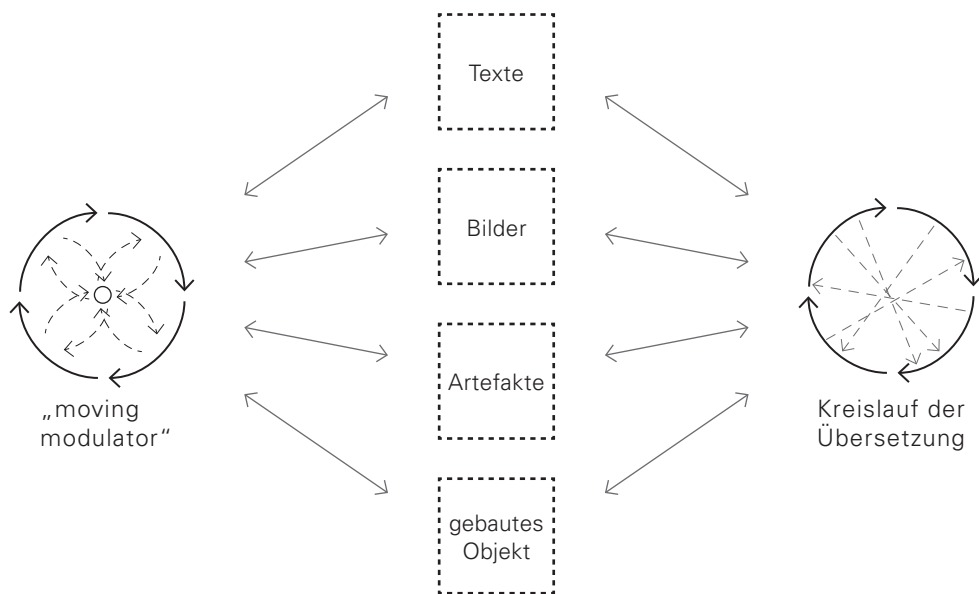 Texte
Bilder
Artefakte
gebautes
Objekt
„moving
modulator“
Kreislauf der
Übersetzung